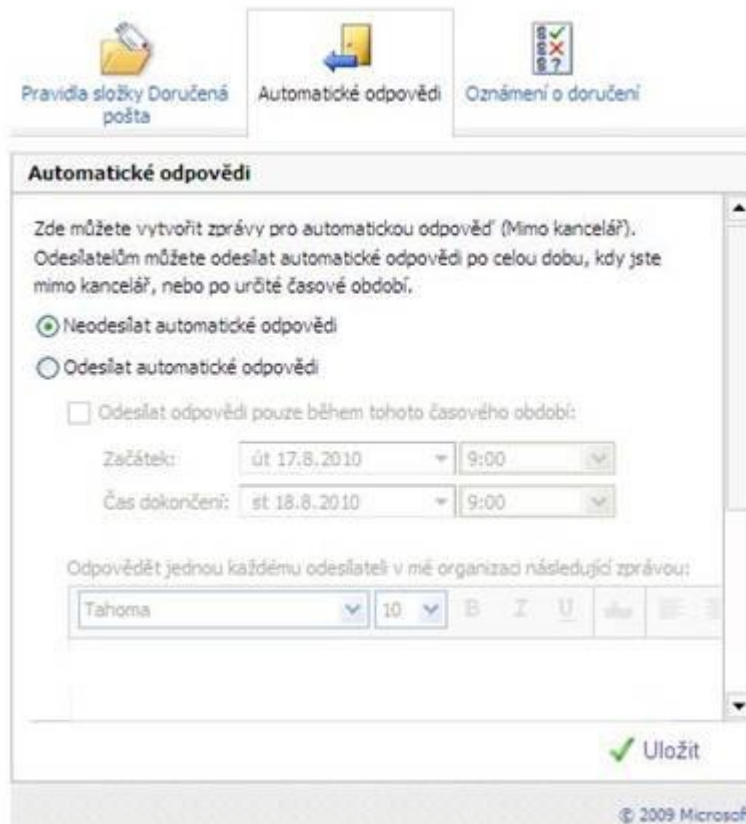 Pravidla složky Doručená
pošta
Automatické odpovědi
Oznámení o doručení
Automatické odpovědi
Zde můžete vytvořit zprávy pro automatickou odpověď (Mimo kancelář).
Odesílatelům můžete odesílat automatické odpovědi po celou dobu, kdy jste
mimo kancelář, nebo po určité časové období.
Neodesílat automatické odpovědi
Odesílat automatické odpovědi
Odesílat odpovědi pouze během tohoto časového období:
Začátek: út 17.8.2010 9:00
Čas dokončení: st 18.8.2010 9:00
Odpovědět jednou každému odesílateli v mé organizaci následující zprávou:
Tahoma 10 B I U abc
Uložit
© 2009 Microsof